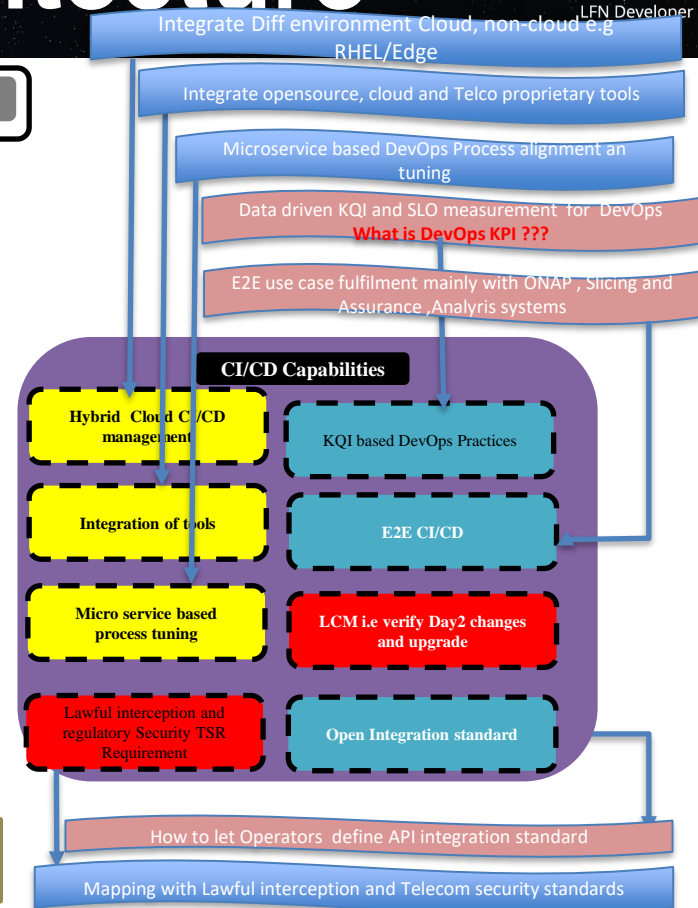 LFN Developer
Integrate Diff environment Cloud, non-cloud e.g
RHEL/Edge
Integrate opensource, cloud and Telco proprietary tools
Microservice based DevOps Process alignment an
tuning
Data driven KQI and SLO measurement for DevOps
What is DevOps KPI ???
E2E use case fulfilment mainly with ONAP , Slicing and
Assurance ,Analyris systems
CI/CD Capabilities
Hybrid Cloud CI/CD
management
KQI based DevOps Practices
Integration of tools
E2E CI/CD
Micro service based
process tuning
LCM i.e verify Day2 changes
and upgrade
Lawful interception and
regulatory Security TSR
Requirement
Open Integration standard
How to let Operators define API integration standard
Mapping with Lawful interception and Telecom security standards